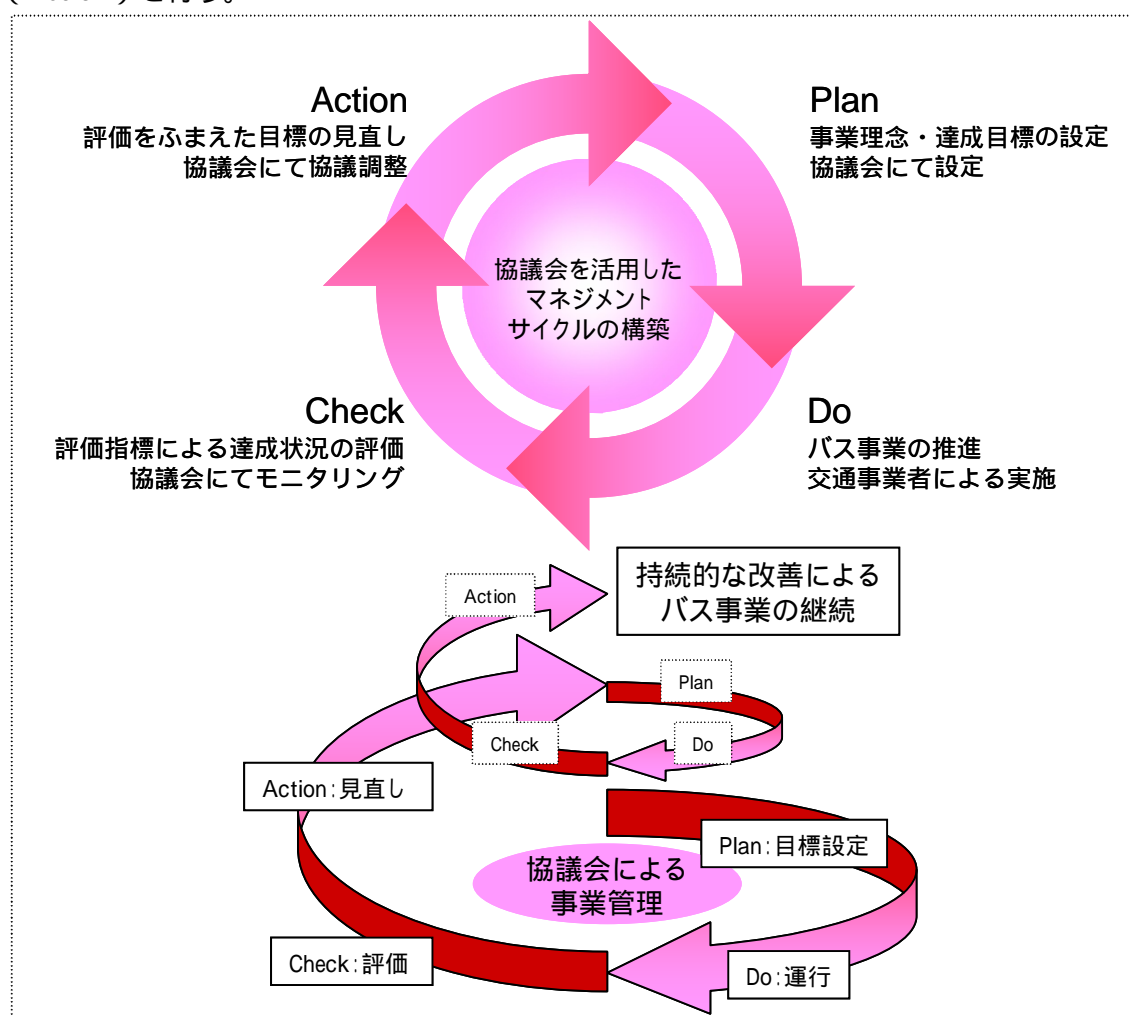 を行う。
Action
評価をふまえた目標の見直し
協議会にて協議調整
Plan
事業理念・達成目標の設定
協議会にて設定
協議会を活用した
マネジメント
サイクルの構築
Check
評価指標による達成状況の評価
協議会にてモニタリング
Do
バス事業の推進
交通事業者による実施
持続的な改善による
バス事業の継続
Action
Plan
Check
Do
Action:見直し
Plan:目標設定
協議会による
事業管理
Check:評価
Do:運行